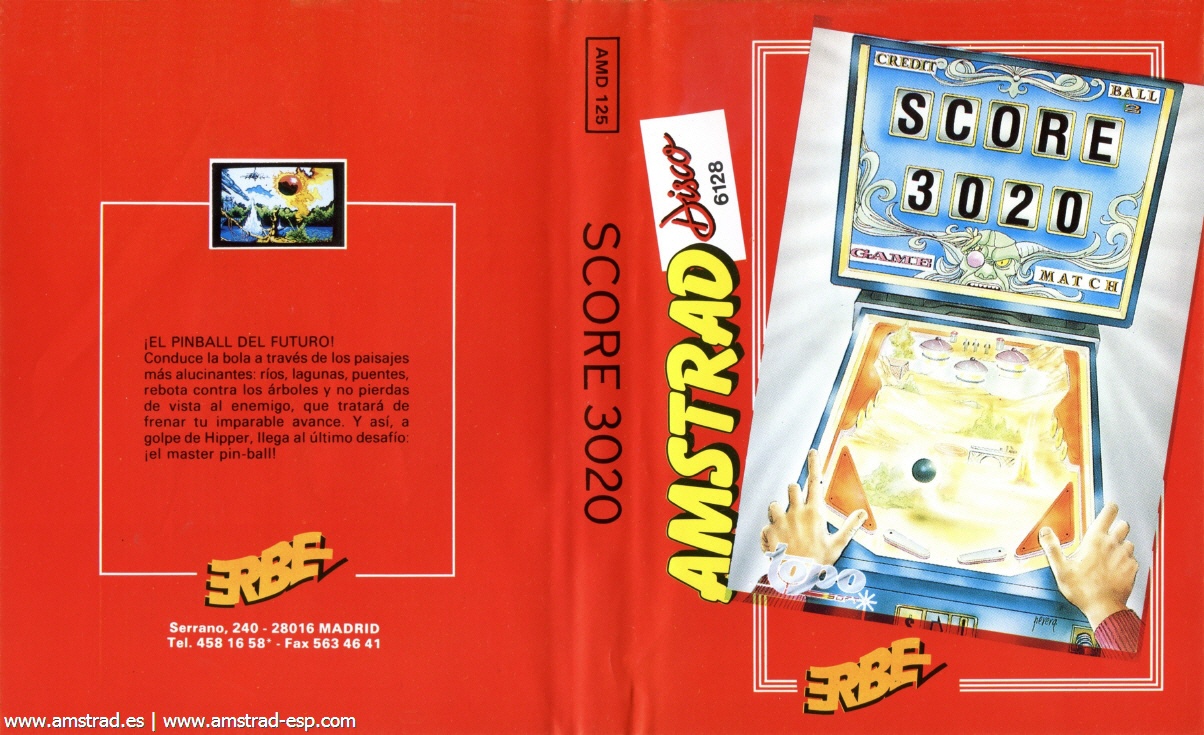 ¡EL PINBALL DEL FUTURO!
Conduce la bola a través de los paisajes
más alucinantes: ríos, lagunas, puentes,
rebota contra los árboles y no pierdas
de vista al enemigo, que tratará de
frenar tu imparable avance. Y así, a
golpe de Hipper, llega al último desafío:
¡el master pin-ball!
ERBE
Serrano, 240 - 28016 MADRID
Tel. 458 16 58+ - Fax 563 46 41
www.amstrad.es | www.amstrad-esp.com
AMD 125
SCORE 3020
AMSTRAD
Disco
6128
CREDIT
BALL
2
SCORE
3020
GAME
MATCH
topo
ERBE